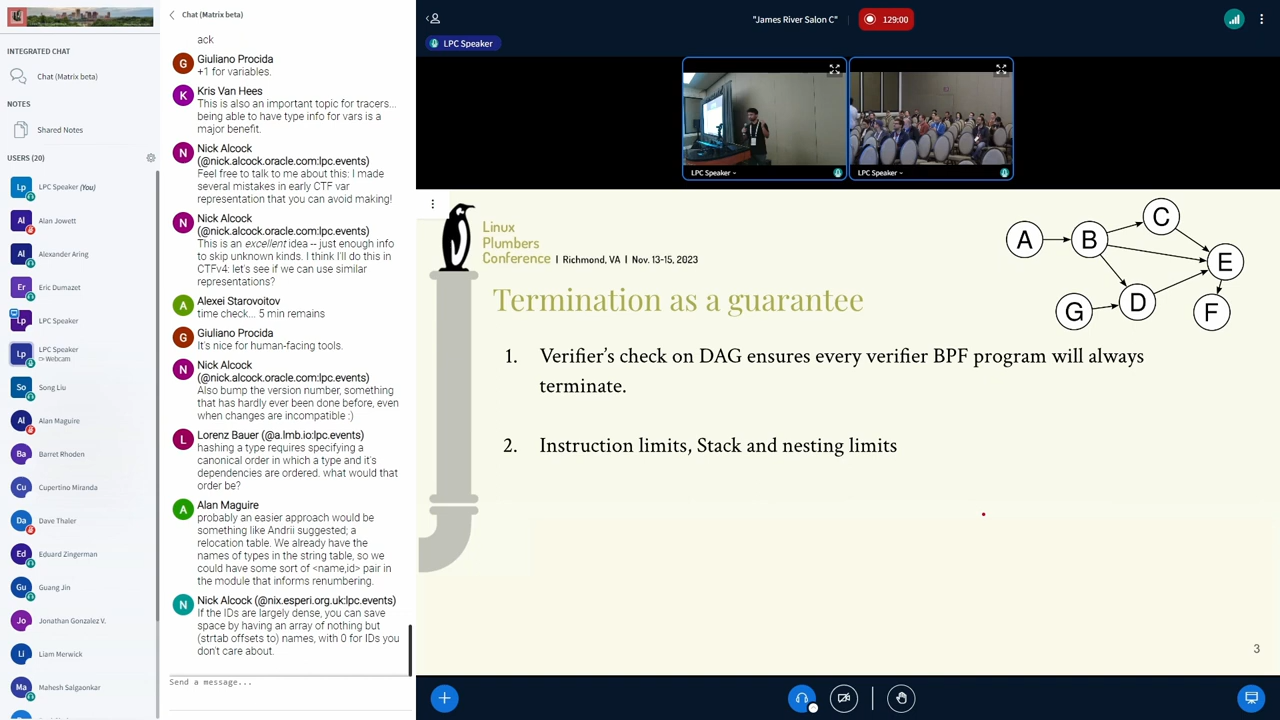 INTEGRATED CHAT
Chat (Matrix beta)
NOTES
Shared Notes
USERS (20)
Lp LPC Speaker (You)
Al Alan Jowett
Al Alexander Aring
Er Eric Dumazet
Lp LPC Speaker
Lp LPC Speaker
Webcam
So Song Liu
Al Alan Maguire
Ba Barret Rhoden
Cu Cupertino Miranda
Da Dave Thaler
Ed Eduard Zingerman
Gu Guang Jin
Jo Jonathan Gonzalez V.
Li Liam Merwick
Ma Mahesh Salgaonkar
Chat (Matrix beta)
ack
G Giuliano Procida
+1 for variables.
K Kris Van Hees
This is also an important topic for tracers...
being able to have type info for vars is a
major benefit.
N Nick Alcock
(@nick.alcock.oracle.com:lpc.events)
Feel free to talk to me about this: I made
several mistakes in early CTF var
representation that you can avoid making!
N Nick Alcock
(@nick.alcock.oracle.com:lpc.events)
This is an excellent idea -- just enough info
to skip unknown kinds. I think I'll do this in
CTFv4: let's see if we can use similar
representations?
A Alexei Starovoitov
time check... 5 min remains
G Giuliano Procida
It's nice for human-facing tools.
N Nick Alcock
(@nick.alcock.oracle.com:lpc.events)
Also bump the version number, something
that has hardly ever been done before, even
when changes are incompatible :)
L Lorenz Bauer (@a.lmb.io:lpc.events)
hashing a type requires specifying a
canonical order in which a type and it's
dependencies are ordered. what would that
order be?
A Alan Maguire
probably an easier approach would be
something like Andrii suggested; a
relocation table. We already have the
names of types in the string table, so we
could have some sort of <name,id> pair in
the module that informs renumbering.
N Nick Alcock (@nix.esperi.org.uk:lpc.events)
If the IDs are largely dense, you can save
space by having an array of nothing but
(strtab offsets to) names, with 0 for IDs you
don't care about.
Send a message...
"James River Salon C"
129:00
LPC Speaker
LPC Speaker
LPC Speaker
Linux
Plumbers
Conference | Richmond, VA | Nov. 13-15, 2023
A
B
C
E
G
D
F
Termination as a guarantee
1. Verifier’s check on DAG ensures every verifier BPF program will always
terminate.
2. Instruction limits, Stack and nesting limits
3